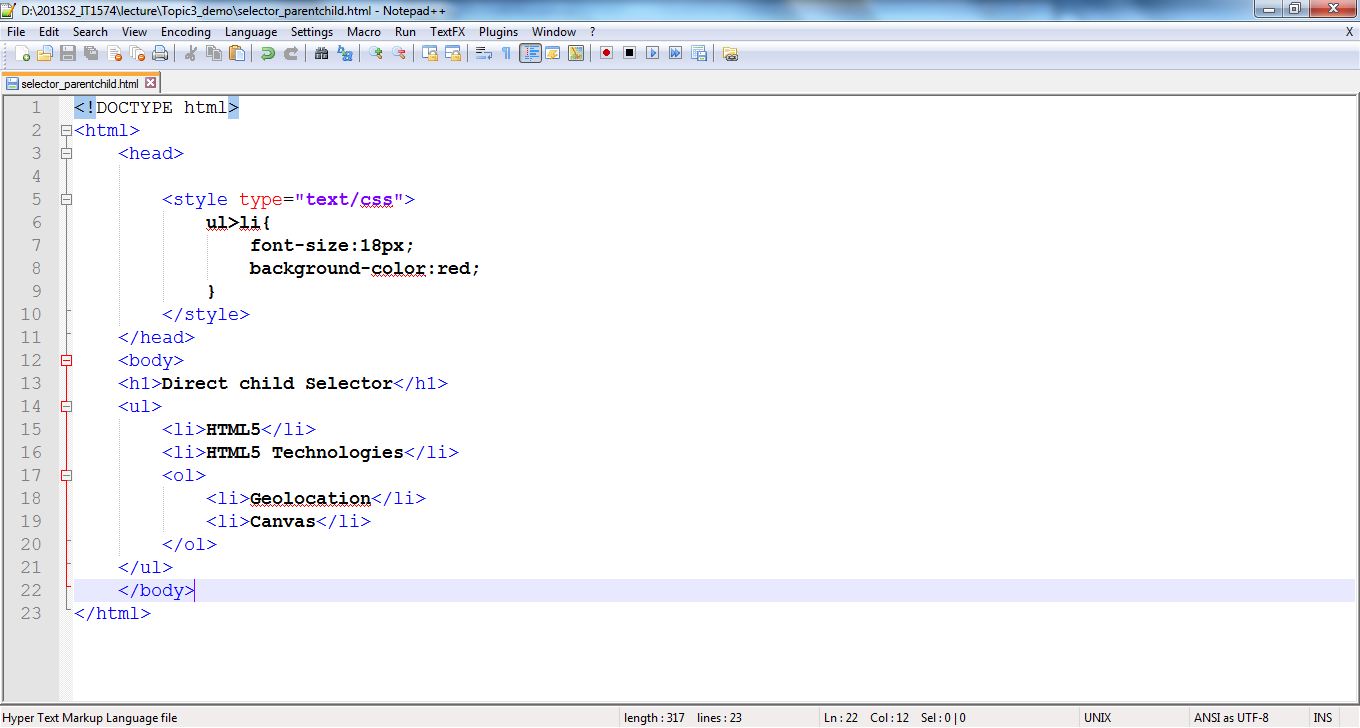 D:\2013S2_IT1574\lecture\Topic3_demo\selector_parentchild.html - Notepad++
File Edit Search View Encoding Language Settings Macro Run TextFX Plugins Window ? X
selector_parentchild.html
1 <!DOCTYPE html>
2 <html>
3 <head>
4
5 <style type="text/css">
6 ul>li{
7 font-size:18px;
8 background-color:red;
9 }
10 </style>
11 </head>
12 <body>
13 <h1>Direct child Selector</h1>
14 <ul>
15 <li>HTML5</li>
16 <li>HTML5 Technologies</li>
17 <ol>
18 <li>Geolocation</li>
19 <li>Canvas</li>
20 </ol>
21 </ul>
22 </body>
23 </html>
Hyper Text Markup Language file length : 317 lines : 23 Ln : 22 Col : 12 Sel : 0 | 0 UNIX ANSI as UTF-8 INS